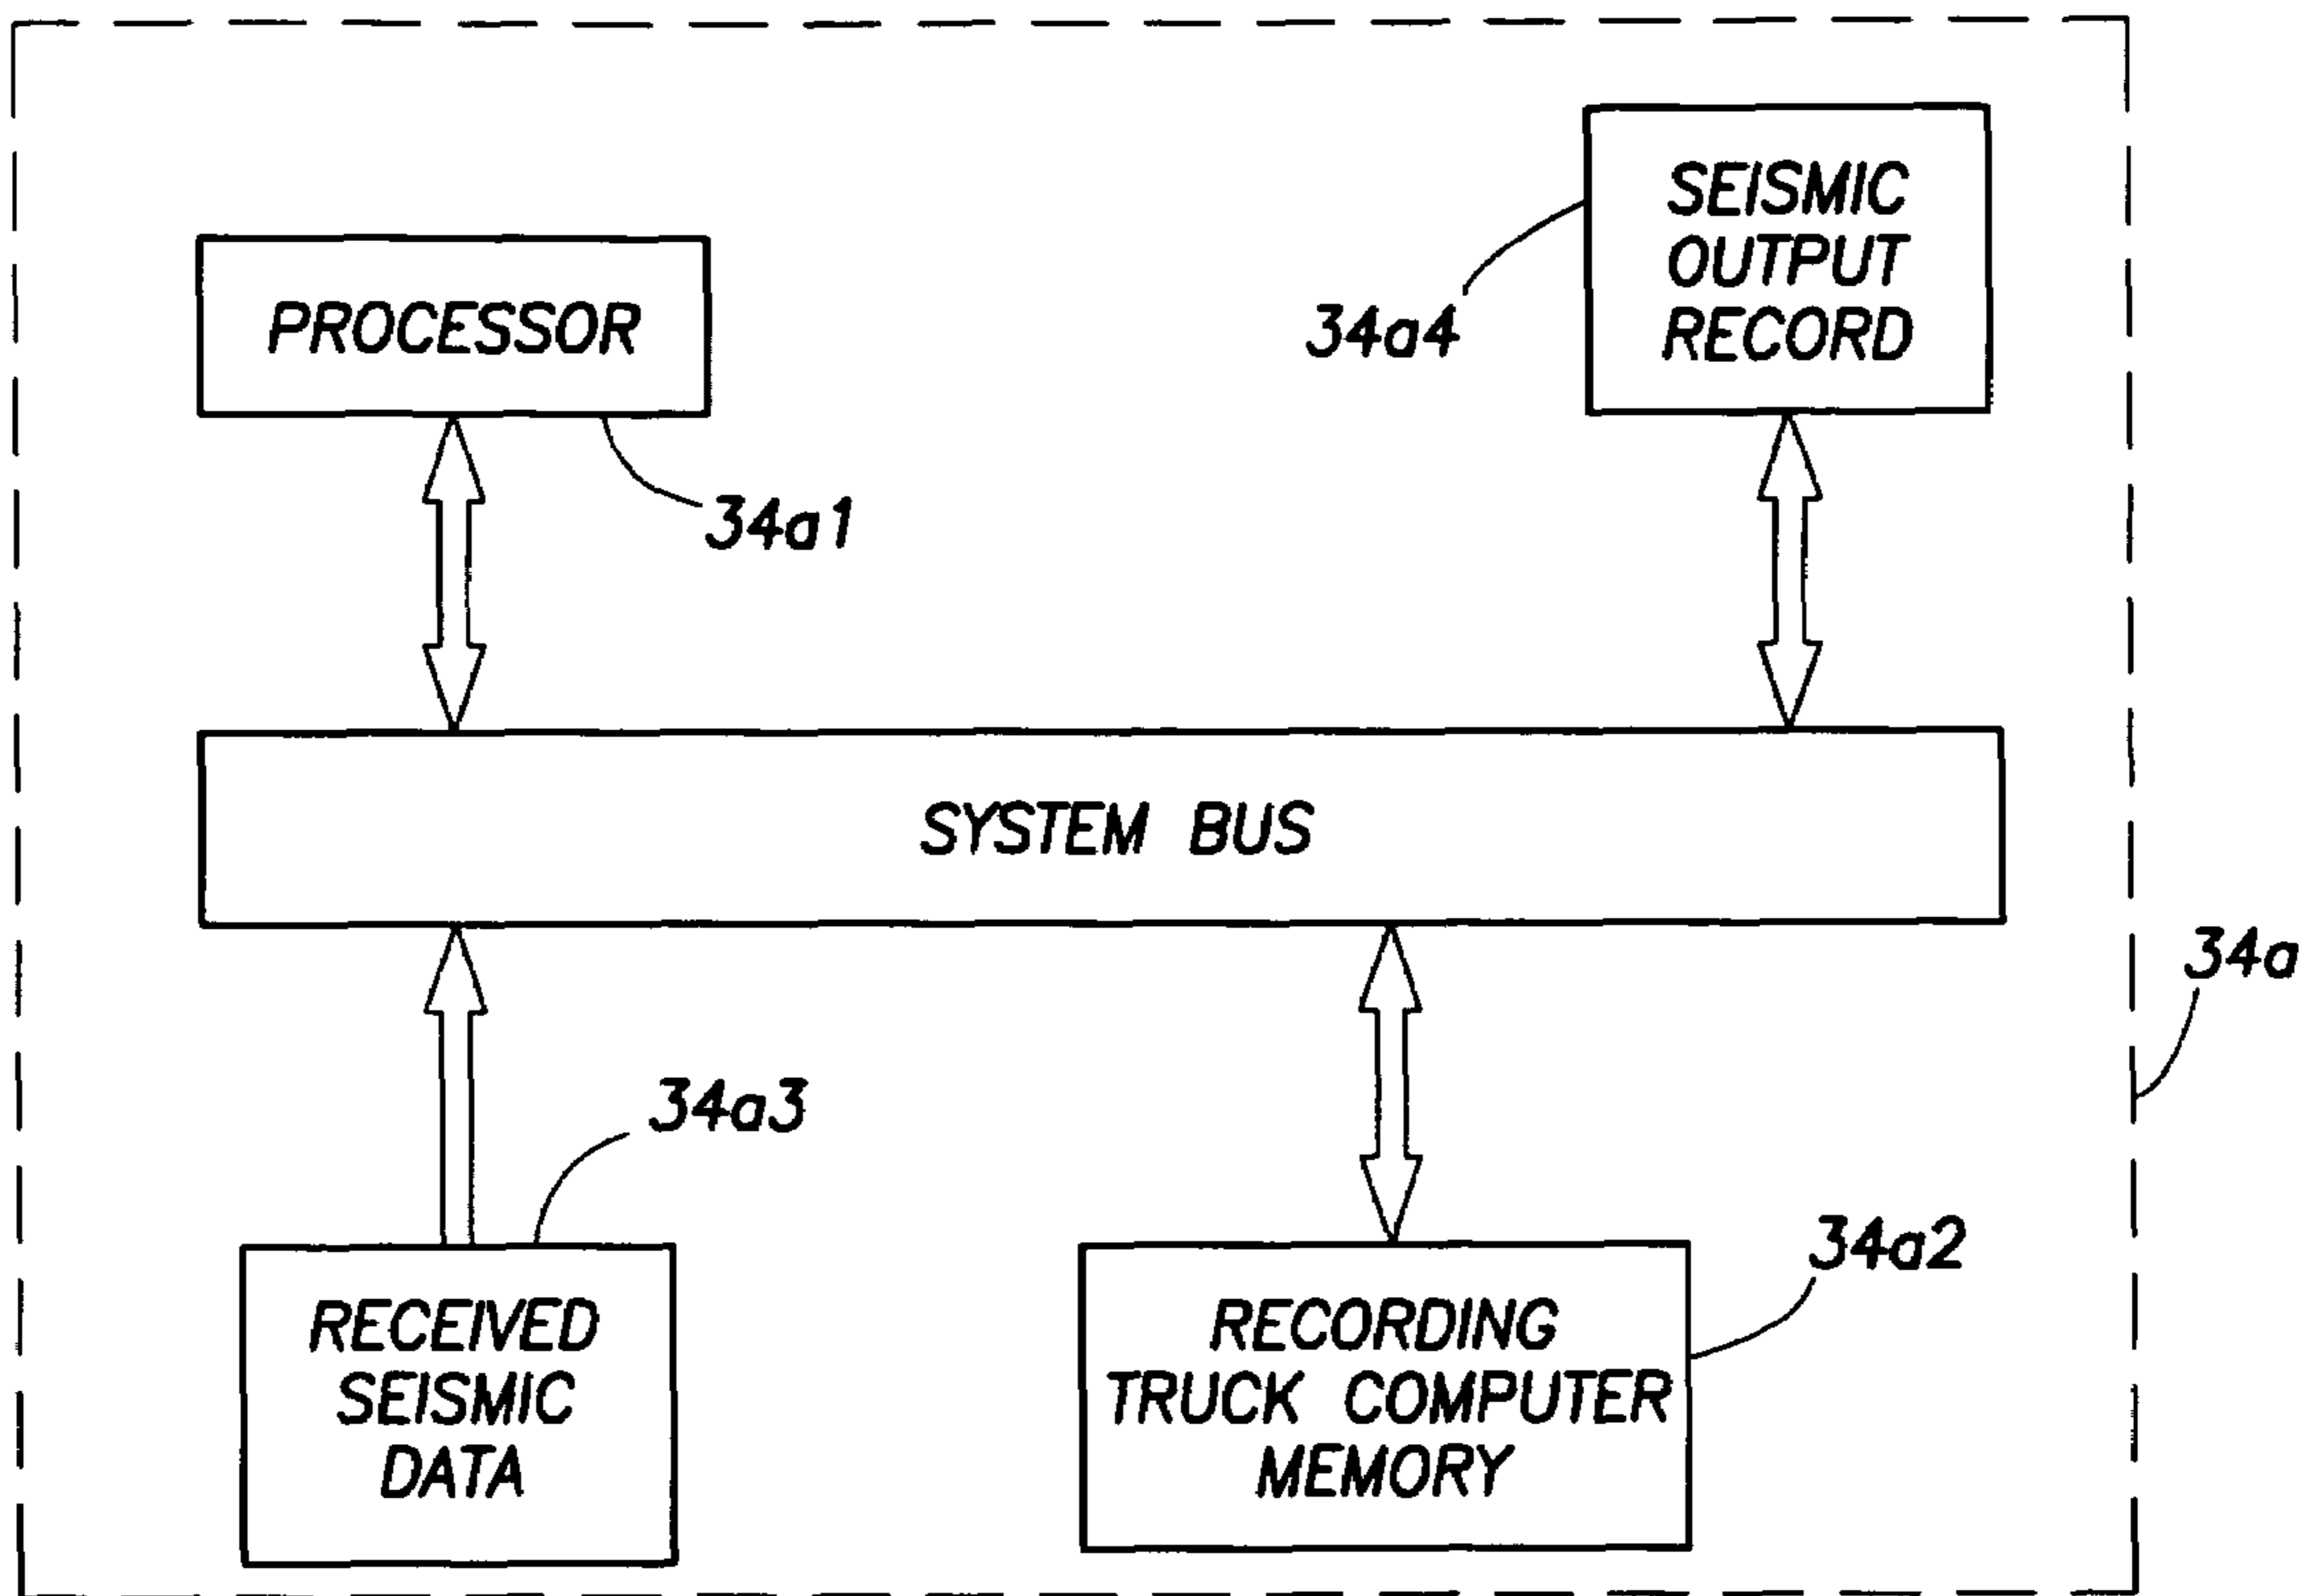 SEISMIC
OUTPUT
RECORD
34a4
PROCESSOR
34a1
SYSTEM BUS
34a
34a3
RECEIVED
SEISMIC
DATA
34a2
RECORDING
TRUCK COMPUTER
MEMORY